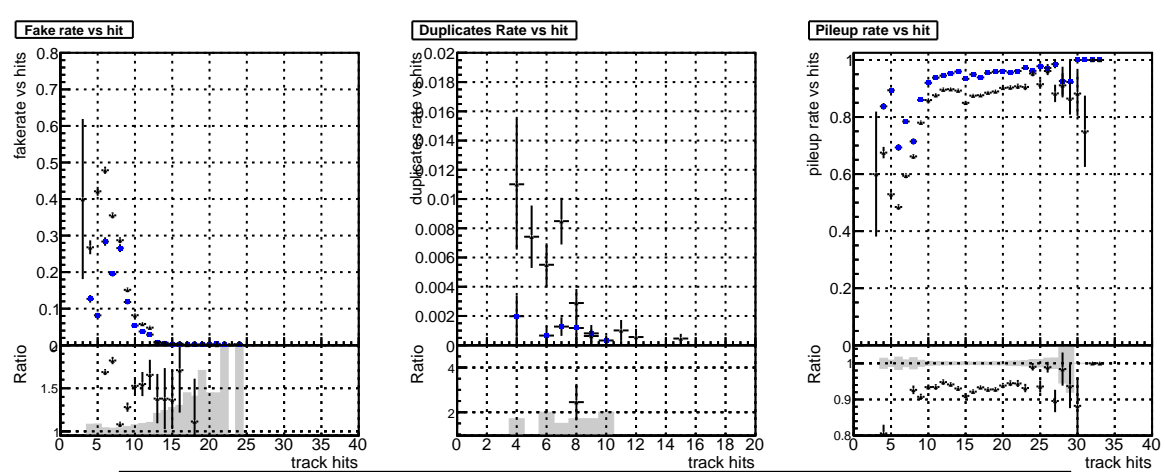 Fake rate vs hit
fakerate vs hits
0.8
0.7
0.6
0.5
0.4
0.3
0.2
0.1
0
Ratio
2
1.5
1
0 5 10 15 20 25 30 35 40
track hits
Duplicates Rate vs hit
duplicates rate vs hits
0.02
0.018
0.016
0.014
0.012
0.01
0.008
0.006
0.004
0.002
0
Ratio
4
2
0 2 4 6 8 10 12 14 16 18 20
track hits
Pileup rate vs hit
pileup rate vs hits
1
0.8
0.6
0.4
0.2
0
Ratio
1
0.9
0.8
0 5 10 15 20 25 30 35 40
track hits